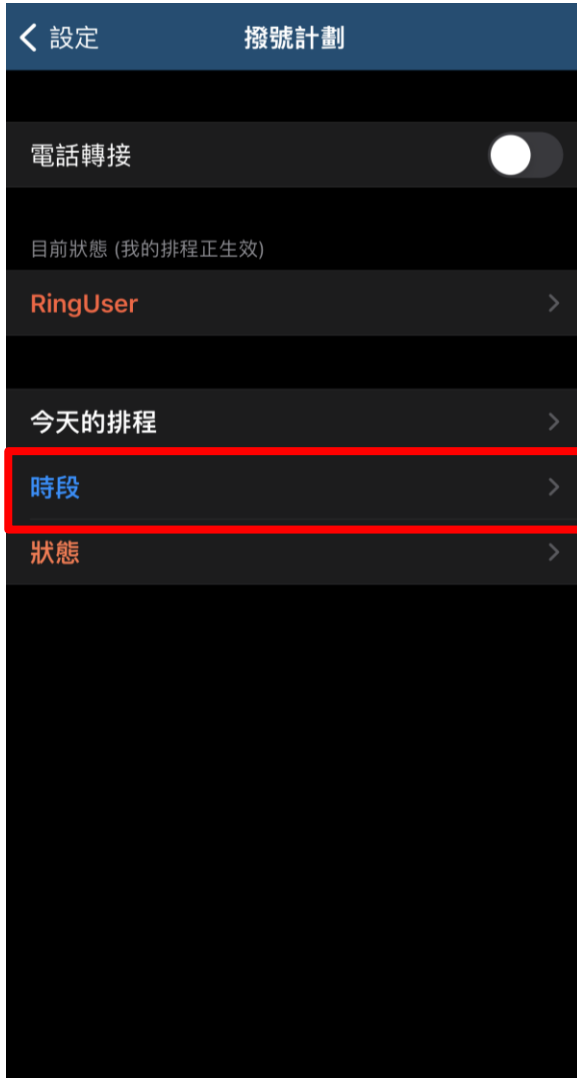 設定
撥號計劃
電話轉接
目前狀態 (我的排程正生效)
RingUser
今天的排程
時段
狀態